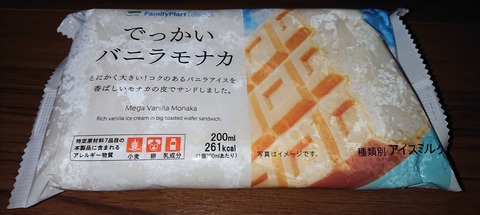 FamilyMart collection
でっかい
バニラモナカ
とにかく大きい！コクのあるバニラアイスを
香ばしいモナカの皮でサンドしました。
Mega Vanilla Monaka
Rich vanilla ice cream in big toasted wafer sandwich.
特定原材料7品目の
本製品に含まれる
アレルギー物質
小麦 卵 乳成分
200ml
261kcal
写真はイメージです。
種類別 アイスミルク